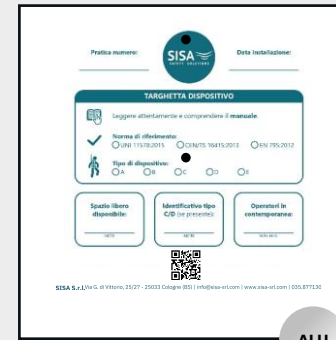 Pratica numero:
SISA
SAFETY SOLUTIONS
Data installazione:
TARGHETTA DISPOSITIVO
Leggere attentamente e comprendere il manuale.
Norma di riferimento:
UNI 11578:2015 CEN/TS 16415:2013 EN 795:2012
Tipo di dispositivo:
A B C D E
Spazio libero disponibile:
Identificativo tipo C/D (se presente):
Operatori in contemporanea:
SISA S.r.l. Via G. di Vittorio, 25/27 - 25033 Cologne (BS) | info@sisa-srl.com | www.sisa-srl.com | 035.877130